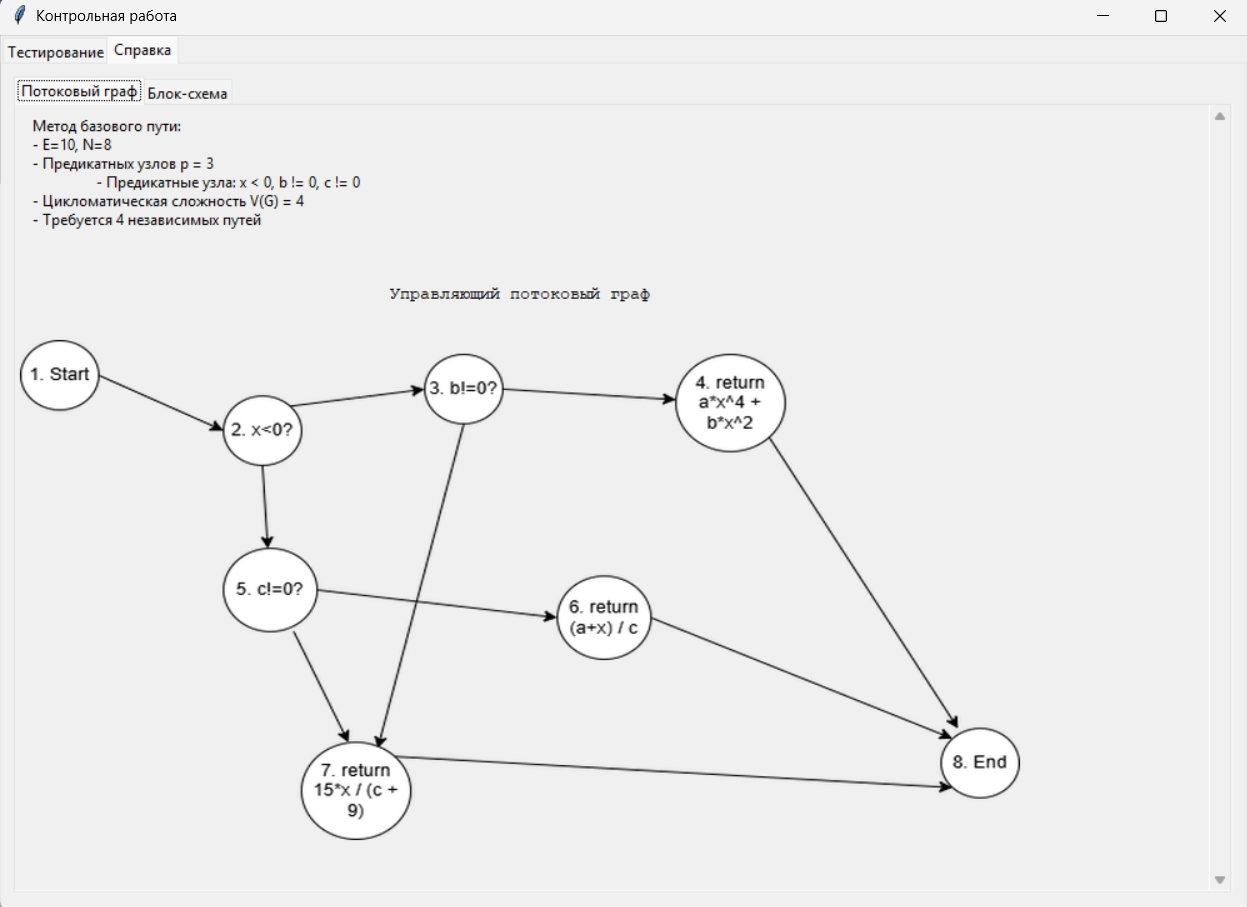 Контрольная работа
Тестирование Справка
Потоковый граф Блок-схема
Метод базового пути:
- E=10, N=8
- Предикатных узлов p = 3
- Предикатные узла: x < 0, b != 0, c != 0
- Цикломатическая сложность V(G) = 4
- Требуется 4 независимых путей
Управляющий потоковый граф
1. Start
2. x<0?
3. b!=0?
4. return
a*x^4 +
b*x^2
5. c!=0?
6. return
(a+x) / c
7. return
15*x / (c +
9)
8. End